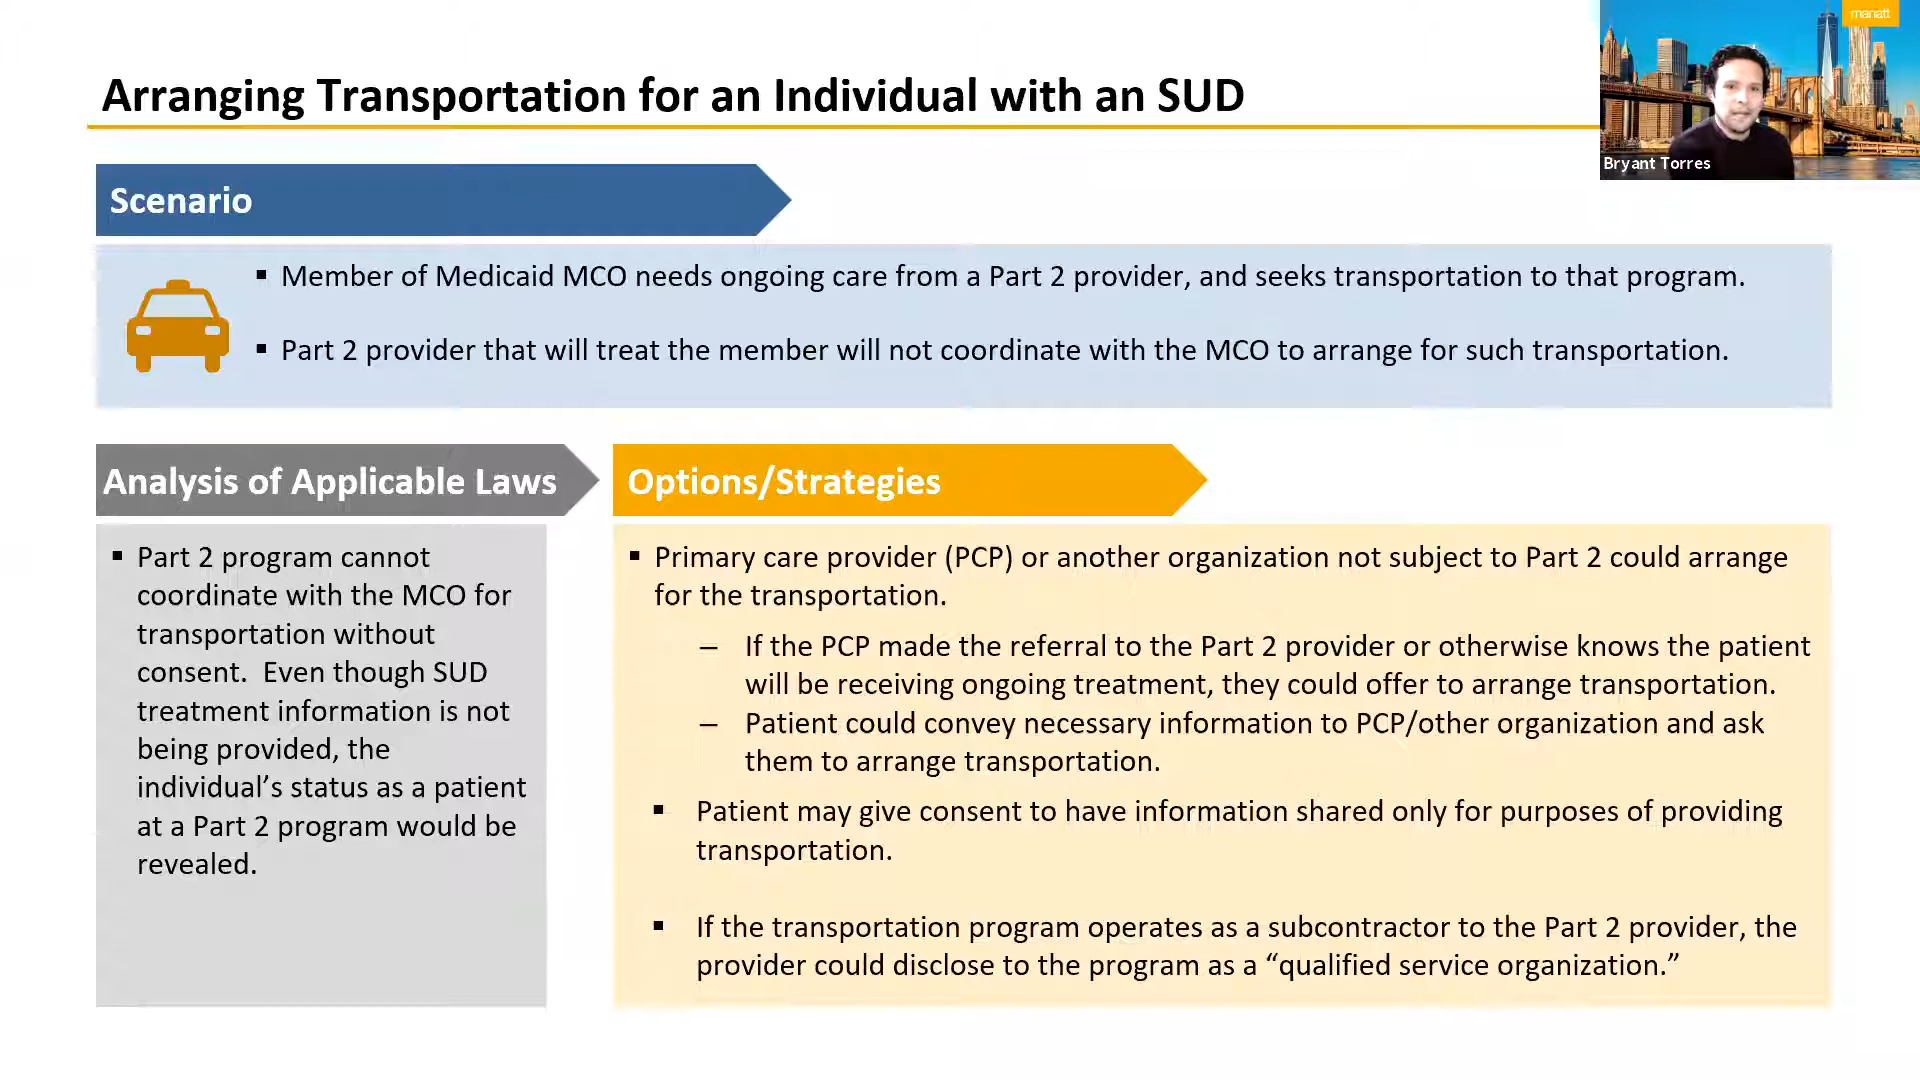 manatt
Bryant Torres
Arranging Transportation for an Individual with an SUD
Scenario
▪ Member of Medicaid MCO needs ongoing care from a Part 2 provider, and seeks transportation to that program.
▪ Part 2 provider that will treat the member will not coordinate with the MCO to arrange for such transportation.
Analysis of Applicable Laws
▪ Part 2 program cannot
coordinate with the MCO for
transportation without
consent.  Even though SUD
treatment information is not
being provided, the
individual’s status as a patient
at a Part 2 program would be
revealed.
Options/Strategies
▪ Primary care provider (PCP) or another organization not subject to Part 2 could arrange
for the transportation.
– If the PCP made the referral to the Part 2 provider or otherwise knows the patient
will be receiving ongoing treatment, they could offer to arrange transportation.
– Patient could convey necessary information to PCP/other organization and ask
them to arrange transportation.
▪ Patient may give consent to have information shared only for purposes of providing
transportation.
▪ If the transportation program operates as a subcontractor to the Part 2 provider, the
provider could disclose to the program as a “qualified service organization.”